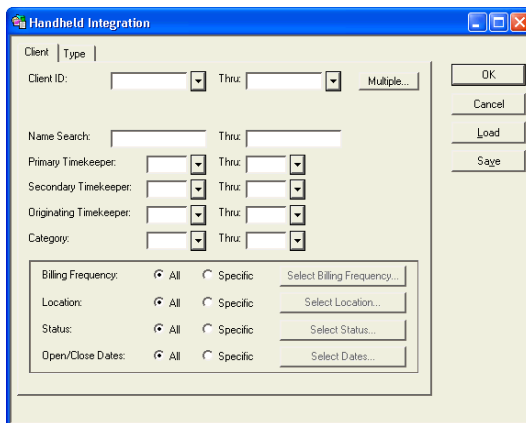 Handheld Integration
Client Type
Client ID: Thru: Multiple... OK
Cancel
Name Search: Thru: Load
Primary Timekeeper: Thru: Save
Secondary Timekeeper: Thru:
Originating Timekeeper: Thru:
Category: Thru:
Billing Frequency: All Specific Select Billing Frequency...
Location: All Specific Select Location...
Status: All Specific Select Status...
Open/Close Dates: All Specific Select Dates...